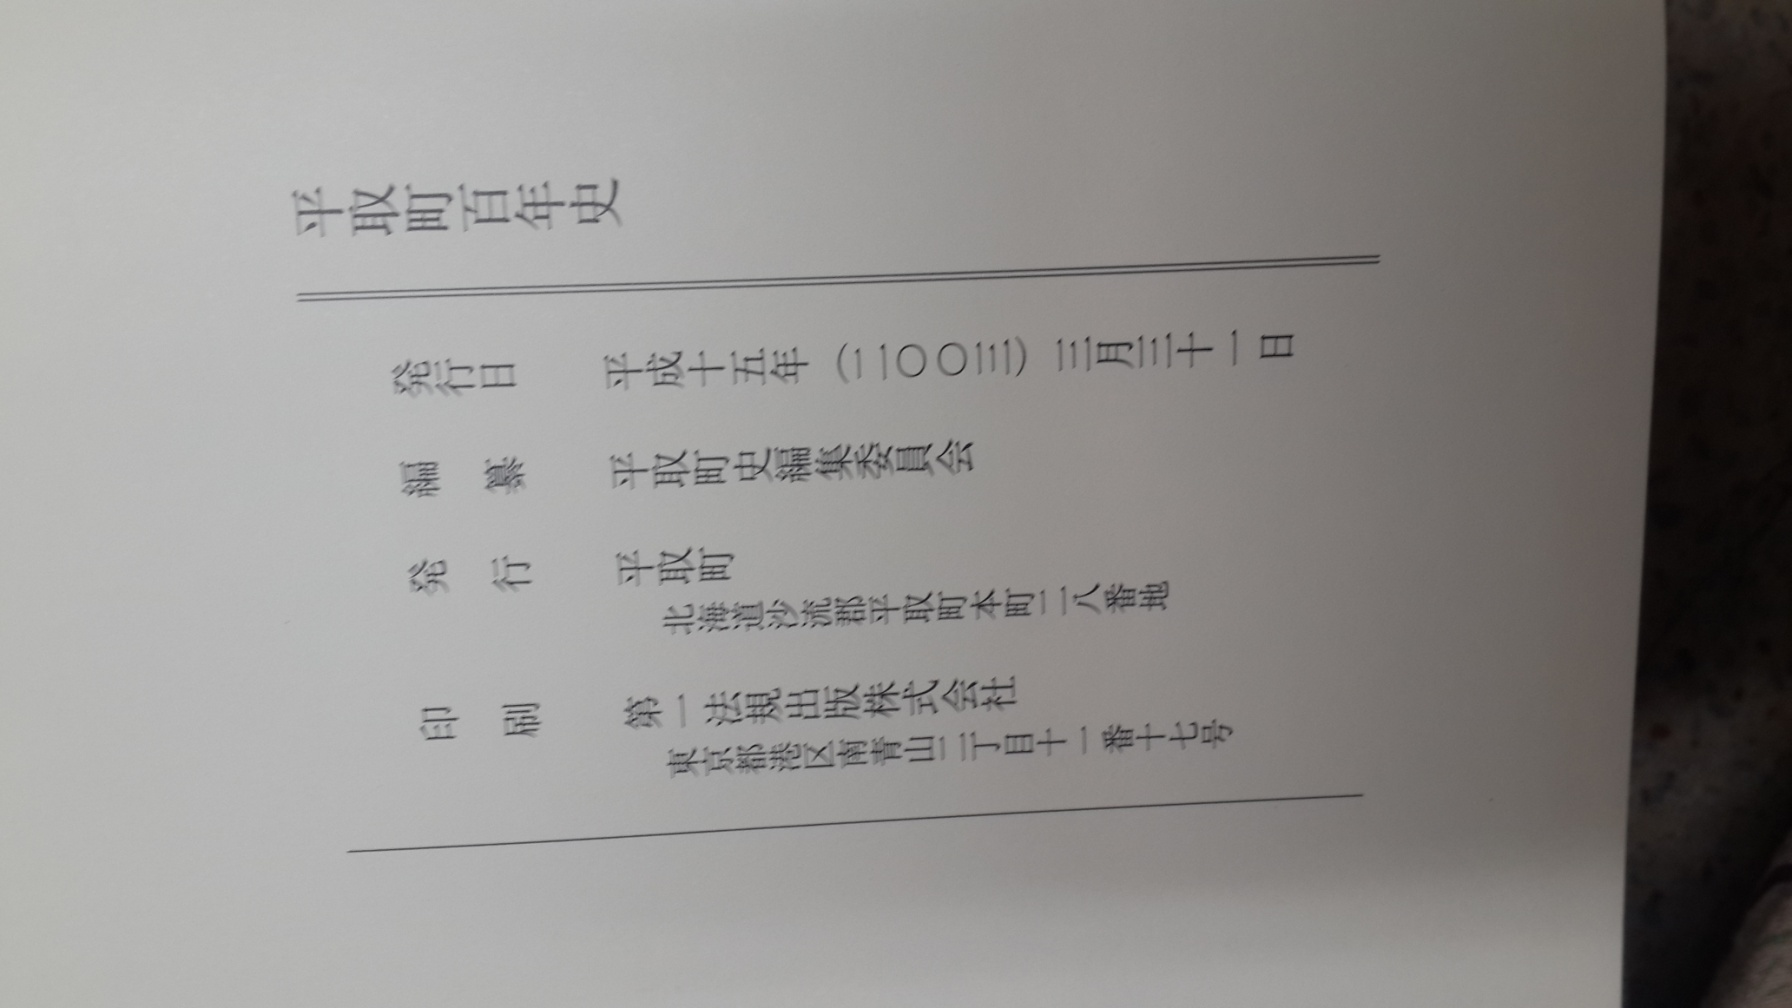 平取町百年史
発行日　平成十五年（二〇〇三）三月三十一日
編　纂　平取町史編集委員会
発　行　平取町
北海道沙流郡平取町本町二八番地
印　刷　第一法規出版株式会社
東京都港区南青山二丁目十一番十七号